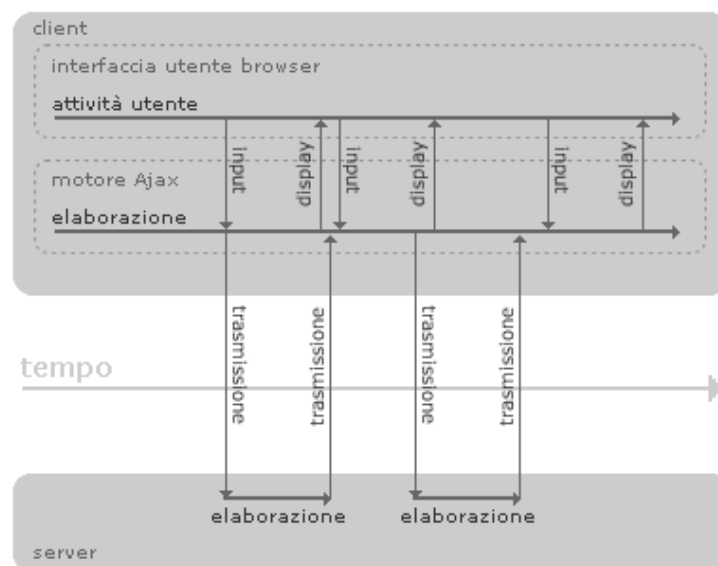 client
interfaccia utente browser
attività utente
input
display
input
display
input
display
motore Ajax
elaborazione
trasmissione
trasmissione
trasmissione
trasmissione
tempo
elaborazione
elaborazione
server